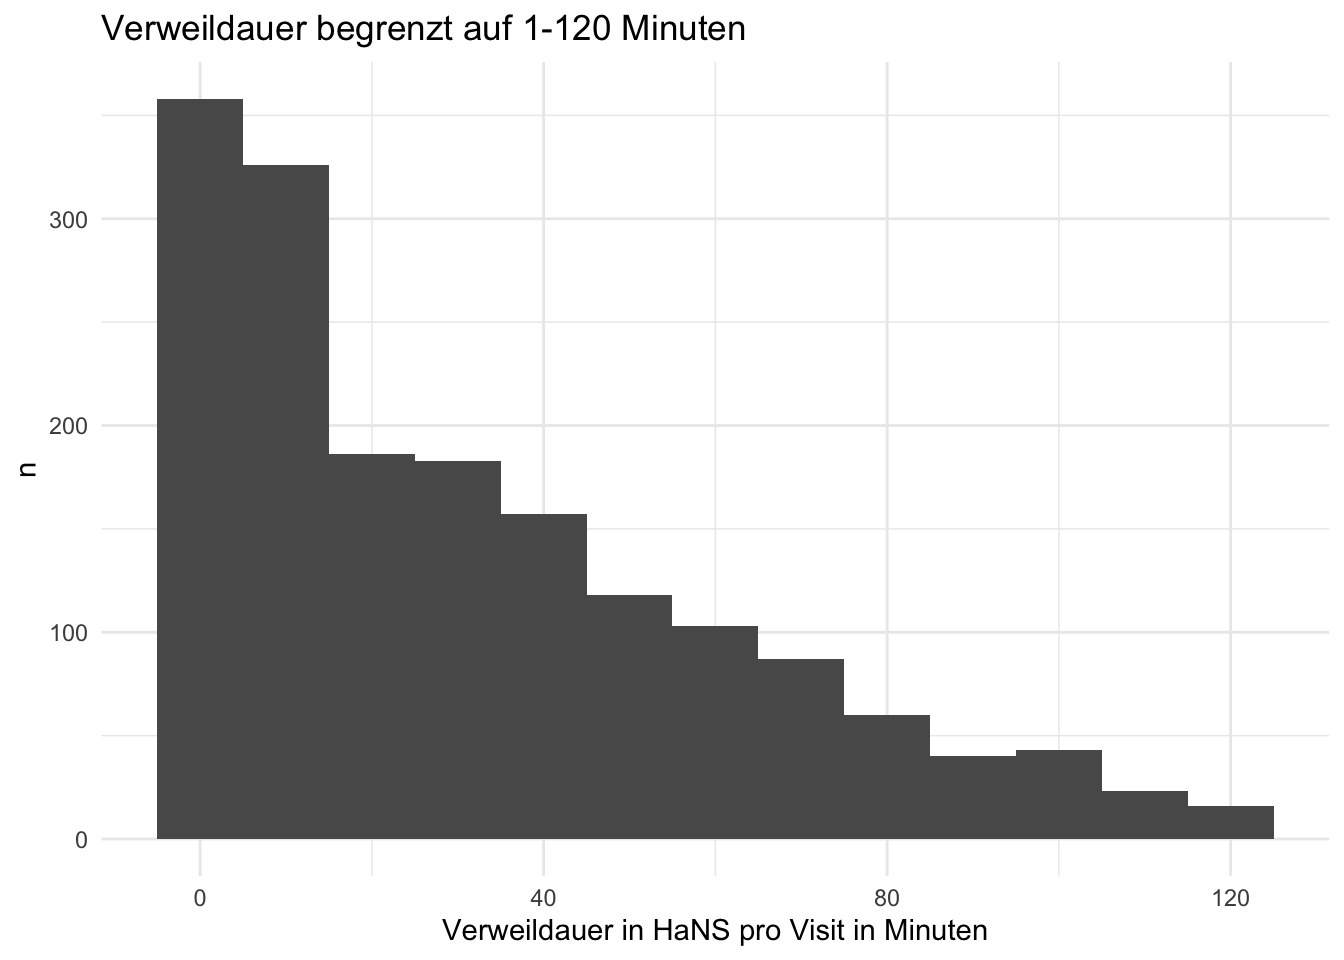 Verweildauer begrenzt auf 1-120 Minuten
300
200
100
0
n
0 40 80 120
Verweildauer in HaNS pro Visit in Minuten